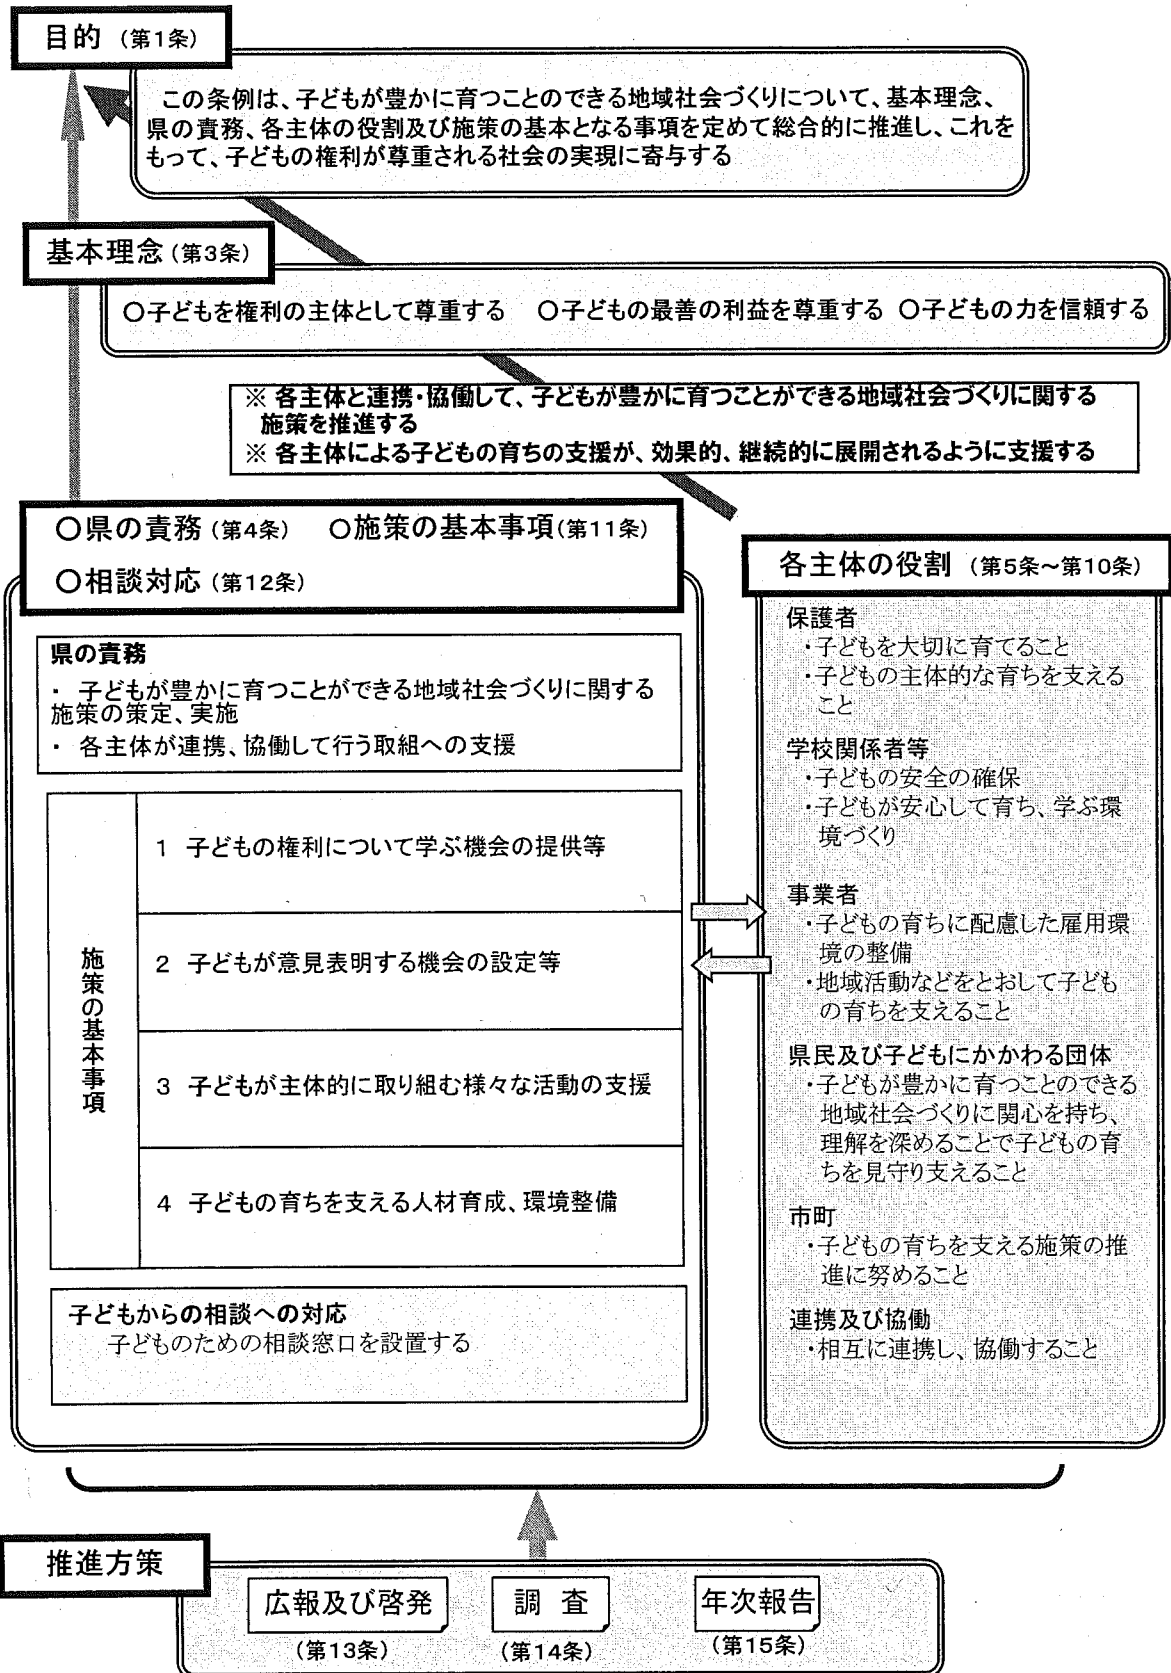 目的 (第1条)
この条例は、子どもが豊かに育つことのできる地域社会づくりについて、基本理念、
県の責務、各主体の役割及び施策の基本となる事項を定めて総合的に推進し、これを
もって、子どもの権利が尊重される社会の実現に寄与する
基本理念 (第3条)
〇子どもを権利の主体として尊重する 〇子どもの最善の利益を尊重する 〇子どもの力を信頼する
※ 各主体と連携・協働して、子どもが豊かに育つことができる地域社会づくりに関する
施策を推進する
※ 各主体による子どもの育ちの支援が、効果的、継続的に展開されるように支援する
〇県の責務 (第4条) 〇施策の基本事項(第11条)
〇相談対応 (第12条)
県の責務
・ 子どもが豊かに育つことができる地域社会づくりに関する
施策の策定、実施
・ 各主体が連携、協働して行う取組への支援
施策の基本事項
1 子どもの権利について学ぶ機会の提供等
2 子どもが意見表明する機会の設定等
3 子どもが主体的に取り組む様々な活動の支援
4 子どもの育ちを支える人材育成、環境整備
子どもからの相談への対応
子どものための相談窓口を設置する
各主体の役割 (第5条~第10条)
保護者
・子どもを大切に育てること
・子どもの主体的な育ちを支える
こと
学校関係者等
・子どもの安全の確保
・子どもが安心して育ち、学ぶ環
境づくり
事業者
・子どもの育ちに配慮した雇用環
境の整備
・地域活動などをとおして子ども
の育ちを支えること
県民及び子どもにかかわる団体
・子どもが豊かに育つことのできる
地域社会づくりに関心を持ち、
理解を深めることで子どもの育
ちを見守り支えること
市町
・子どもの育ちを支える施策の推
進に努めること
連携及び協働
・相互に連携し、協働すること
推進方策
広報及び啓発 調 査 年次報告
(第13条) (第14条) (第15条)